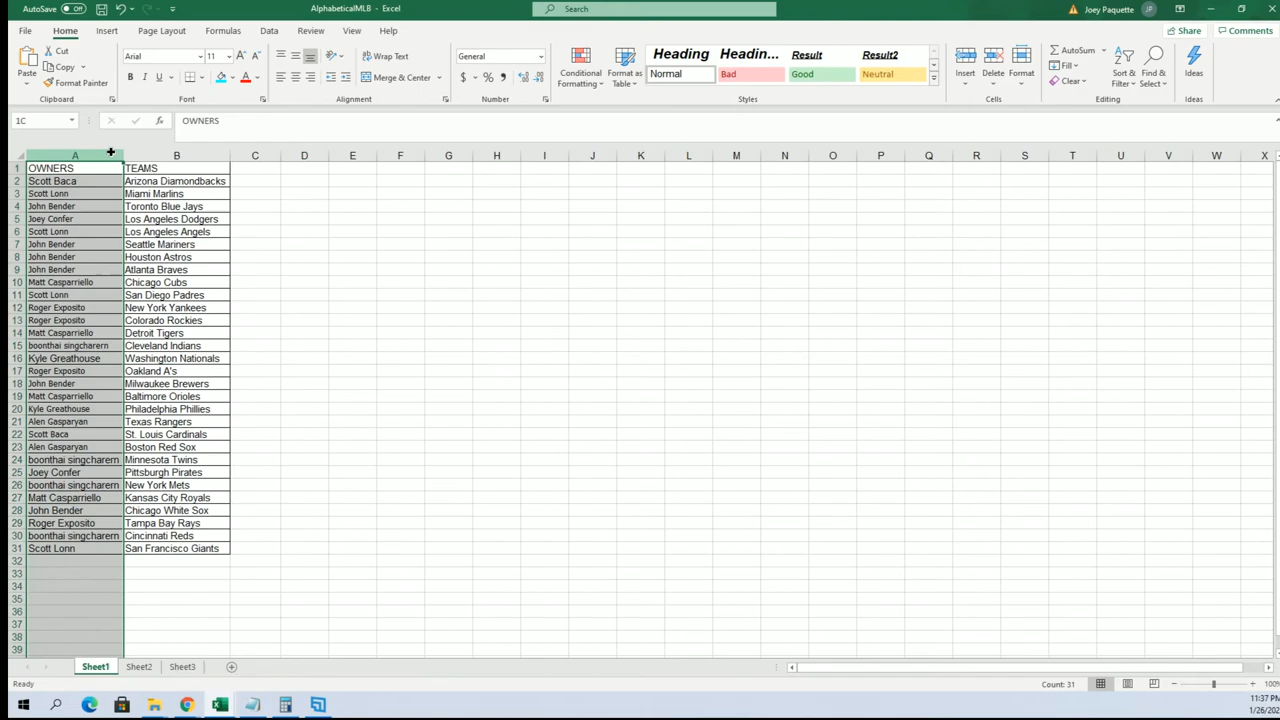 AutoSave Off AlphabeticalMLB - Excel Search Joey Paquette JP
File Home Insert Page Layout Formulas Data Review View Help Share Comments
Cut
Copy
Format Painter
Paste
Clipboard
Arial 11
B I U
Font
Wrap Text
Merge & Center
Alignment
General
$ % ,
Number
Conditional Formatting
Format as Table
Heading Headin... Result Result2
Normal Bad Good Neutral
Styles
Insert Delete Format
Cells
AutoSum
Fill
Clear
Sort & Filter
Find & Select
Editing
Ideas
Ideas
1C fx OWNERS
A B C D E F G H I J K L M N O P Q R S T U V W X
1 OWNERS TEAMS
2 Scott Baca Arizona Diamondbacks
3 Scott Lonn Miami Marlins
4 John Bender Toronto Blue Jays
5 Joey Confer Los Angeles Dodgers
6 Scott Lonn Los Angeles Angels
7 John Bender Seattle Mariners
8 John Bender Houston Astros
9 John Bender Atlanta Braves
10 Matt Casparriello Chicago Cubs
11 Scott Lonn San Diego Padres
12 Roger Exposito New York Yankees
13 Roger Exposito Colorado Rockies
14 Matt Casparriello Detroit Tigers
15 boonthai singcharern Cleveland Indians
16 Kyle Greathouse Washington Nationals
17 Roger Exposito Oakland A's
18 John Bender Milwaukee Brewers
19 Matt Casparriello Baltimore Orioles
20 Kyle Greathouse Philadelphia Phillies
21 Alen Gasparyan Texas Rangers
22 Scott Baca St. Louis Cardinals
23 Alen Gasparyan Boston Red Sox
24 boonthai singcharern Minnesota Twins
25 Joey Confer Pittsburgh Pirates
26 boonthai singcharern New York Mets
27 Matt Casparriello Kansas City Royals
28 John Bender Chicago White Sox
29 Roger Exposito Tampa Bay Rays
30 boonthai singcharern Cincinnati Reds
31 Scott Lonn San Francisco Giants
32
33
34
35
36
37
38
39
Sheet1 Sheet2 Sheet3
Ready Count: 31 100%
11:37 PM
1/26/202